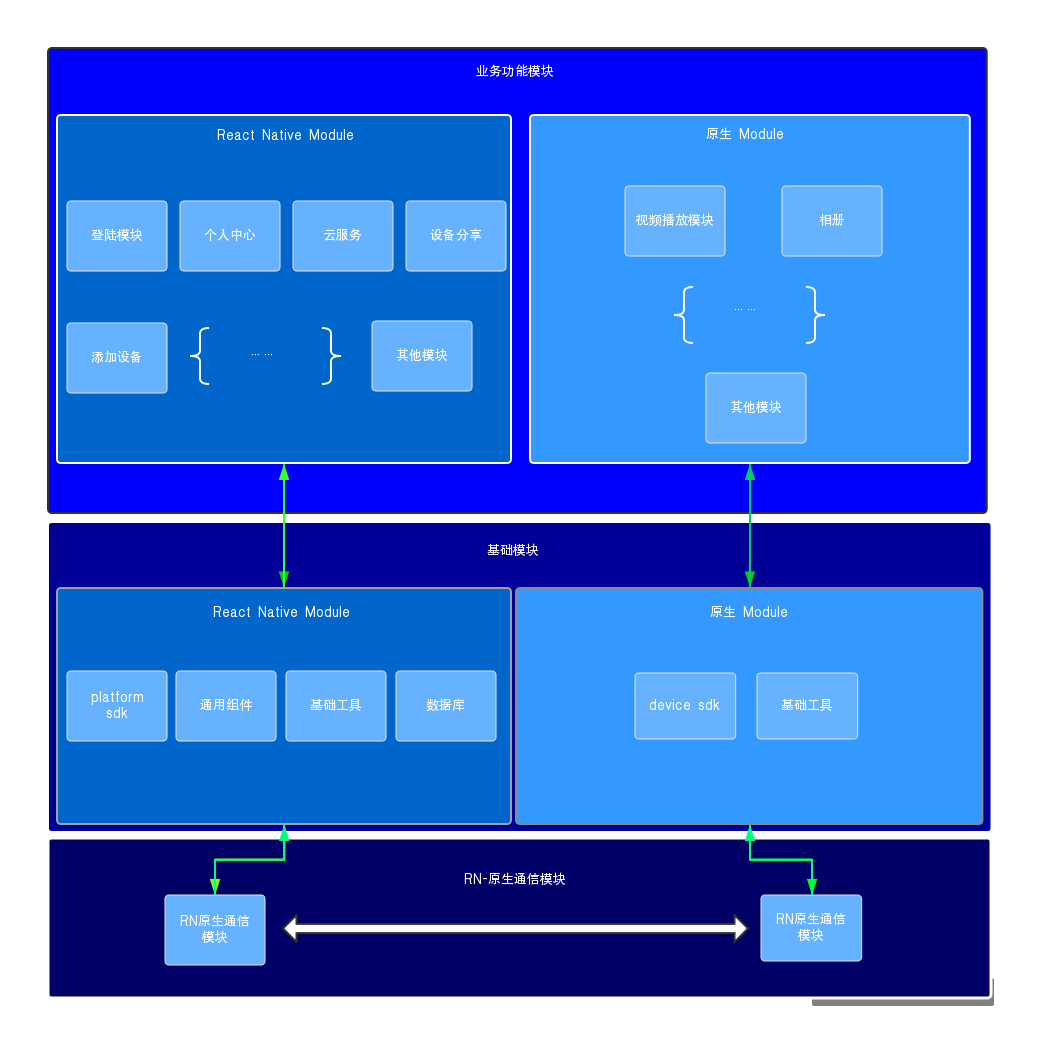 业务功能模块
React Native Module
原生 Module
登陆模块
个人中心
云服务
设备分享
视频播放模块
相册
添加设备
... ...
其他模块
... ...
其他模块
基础模块
React Native Module
原生 Module
platform
sdk
通用组件
基础工具
数据库
device sdk
基础工具
RN-原生通信模块
RN原生通信
模块
RN原生通信
模块